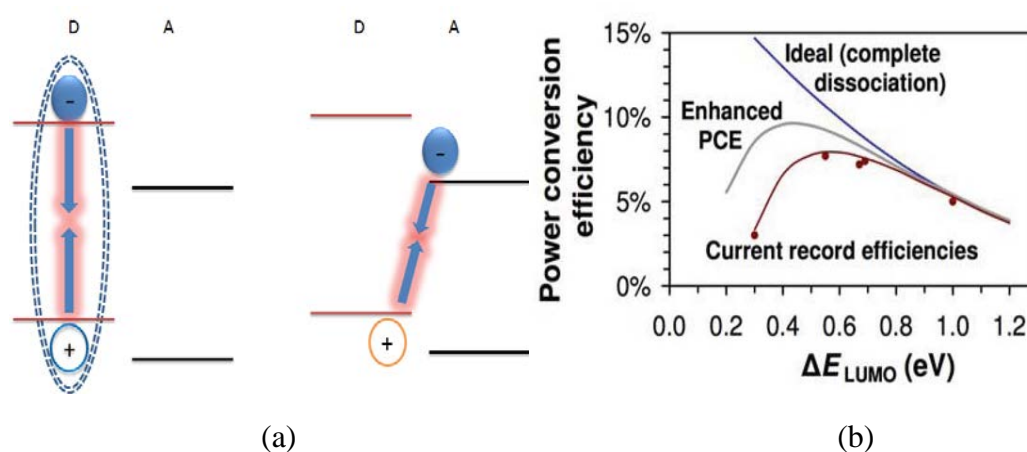 D A D A
-
+
-
+
(a)
15%
10%
5%
0%
Power conversion
efficiency
Ideal (complete
dissociation)
Enhanced
PCE
Current record efficiencies
0.0 0.2 0.4 0.6 0.8 1.0 1.2
ΔE_LUMO (eV)
(b)